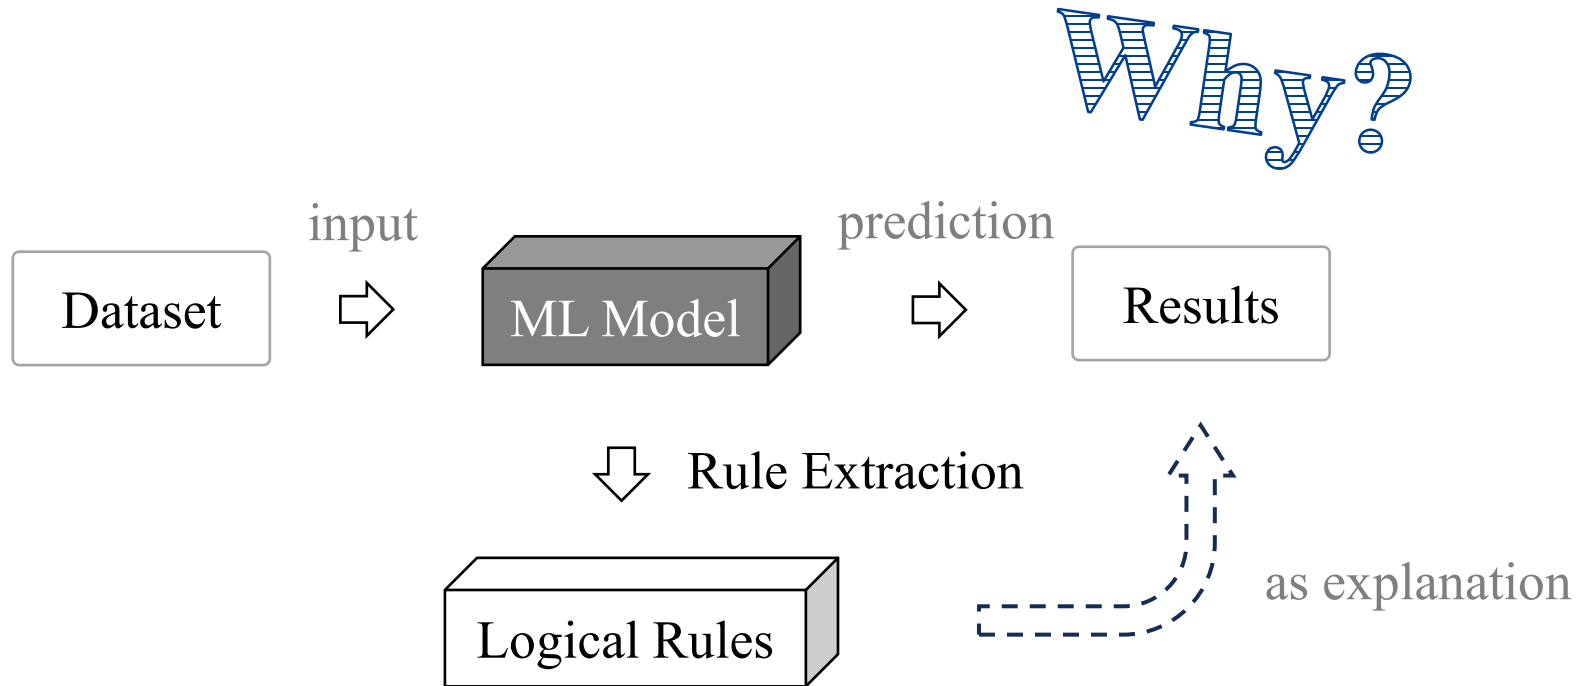 Why?
input
prediction
Dataset
ML Model
Results
Rule Extraction
as explanation
Logical Rules